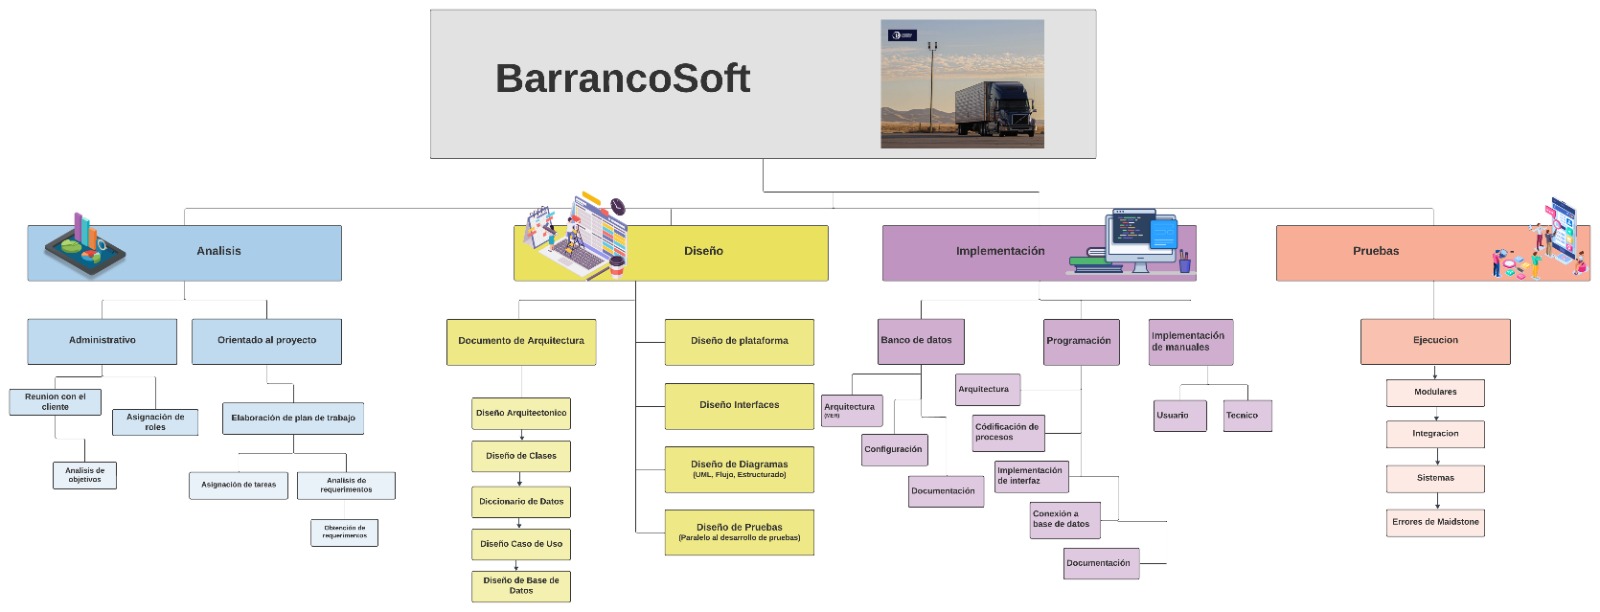 BarrancoSoft
Analisis
Diseño
Implementación
Pruebas
Administrativo
Orientado al proyecto
Reunion con el
cliente
Asignación de
roles
Analisis de
objetivos
Elaboración de plan de trabajo
Asignación de tareas
Analisis de
requerimientos
Obtención de
requerimientos
Documento de Arquitectura
Diseño Arquitectonico
Diseño de Clases
Diccionario de Datos
Diseño Caso de Uso
Diseño de Base de
Datos
Diseño de plataforma
Diseño Interfaces
Diseño de Diagramas
(UML, Flujo, Estructurado)
Diseño de Pruebas
(Paralelo al desarrollo de pruebas)
Banco de datos
Arquitectura
Configuración
Documentación
Programación
Arquitectura
Códificación de
procesos
Implementación
de interfaz
Conexión a
base de datos
Documentación
Implementación
de manuales
Usuario
Tecnico
Ejecucion
Modulares
Integracion
Sistemas
Errores de Maidstone